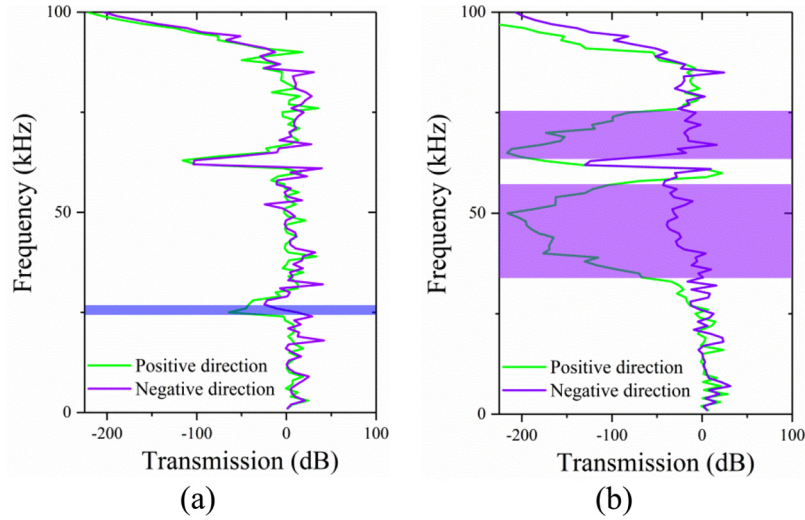 100
50
0
Frequency (kHz)
Positive direction
Negative direction
-200
-100
0
100
Transmission (dB)
(a)
100
50
0
Frequency (kHz)
Positive direction
Negative direction
-200
-100
0
100
Transmission (dB)
(b)